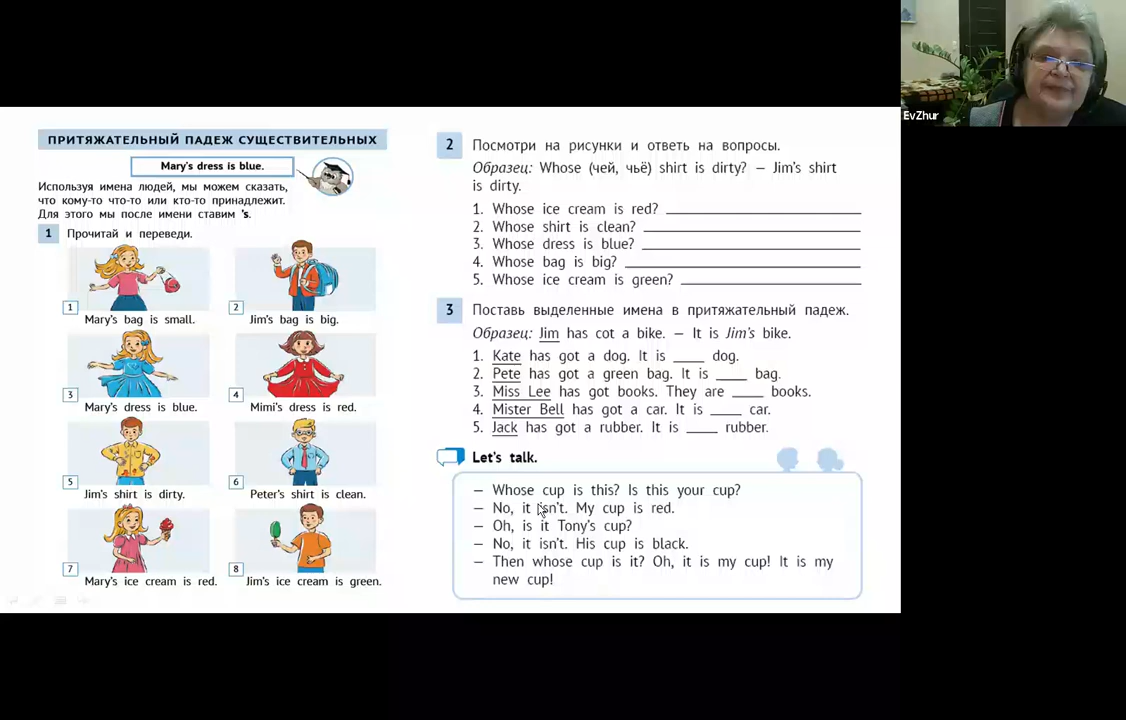 EvZhur
ПРИТЯЖАТЕЛЬНЫЙ ПАДЕЖ СУЩЕСТВИТЕЛЬНЫХ
Mary's dress is blue.
Используя имена людей, мы можем сказать,
что кому-то что-то или кто-то принадлежит.
Для этого мы после имени ставим 's.
1 Прочитай и переведи.
1
2
Mary's bag is small.
Jim's bag is big.
3
4
Mary's dress is blue.
Mimi's dress is red.
5
6
Jim's shirt is dirty.
Peter's shirt is clean.
7
8
Mary's ice cream is red.
Jim's ice cream is green.
2 Посмотри на рисунки и ответь на вопросы.
Образец: Whose (чей, чьё) shirt is dirty? — Jim's shirt
is dirty.
1. Whose ice cream is red? ____
2. Whose shirt is clean? ____
3. Whose dress is blue? ____
4. Whose bag is big? ____
5. Whose ice cream is green? ____
3 Поставь выделенные имена в притяжательный падеж.
Образец: Jim has cot a bike. — It is Jim's bike.
1. Kate has got a dog. It is ____ dog.
2. Pete has got a green bag. It is ____ bag.
3. Miss Lee has got books. They are ____ books.
4. Mister Bell has got a car. It is ____ car.
5. Jack has got a rubber. It is ____ rubber.
Let's talk.
— Whose cup is this? Is this your cup?
— No, it isn't. My cup is red.
— Oh, is it Tony's cup?
— No, it isn't. His cup is black.
— Then whose cup is it? Oh, it is my cup! It is my
new cup!